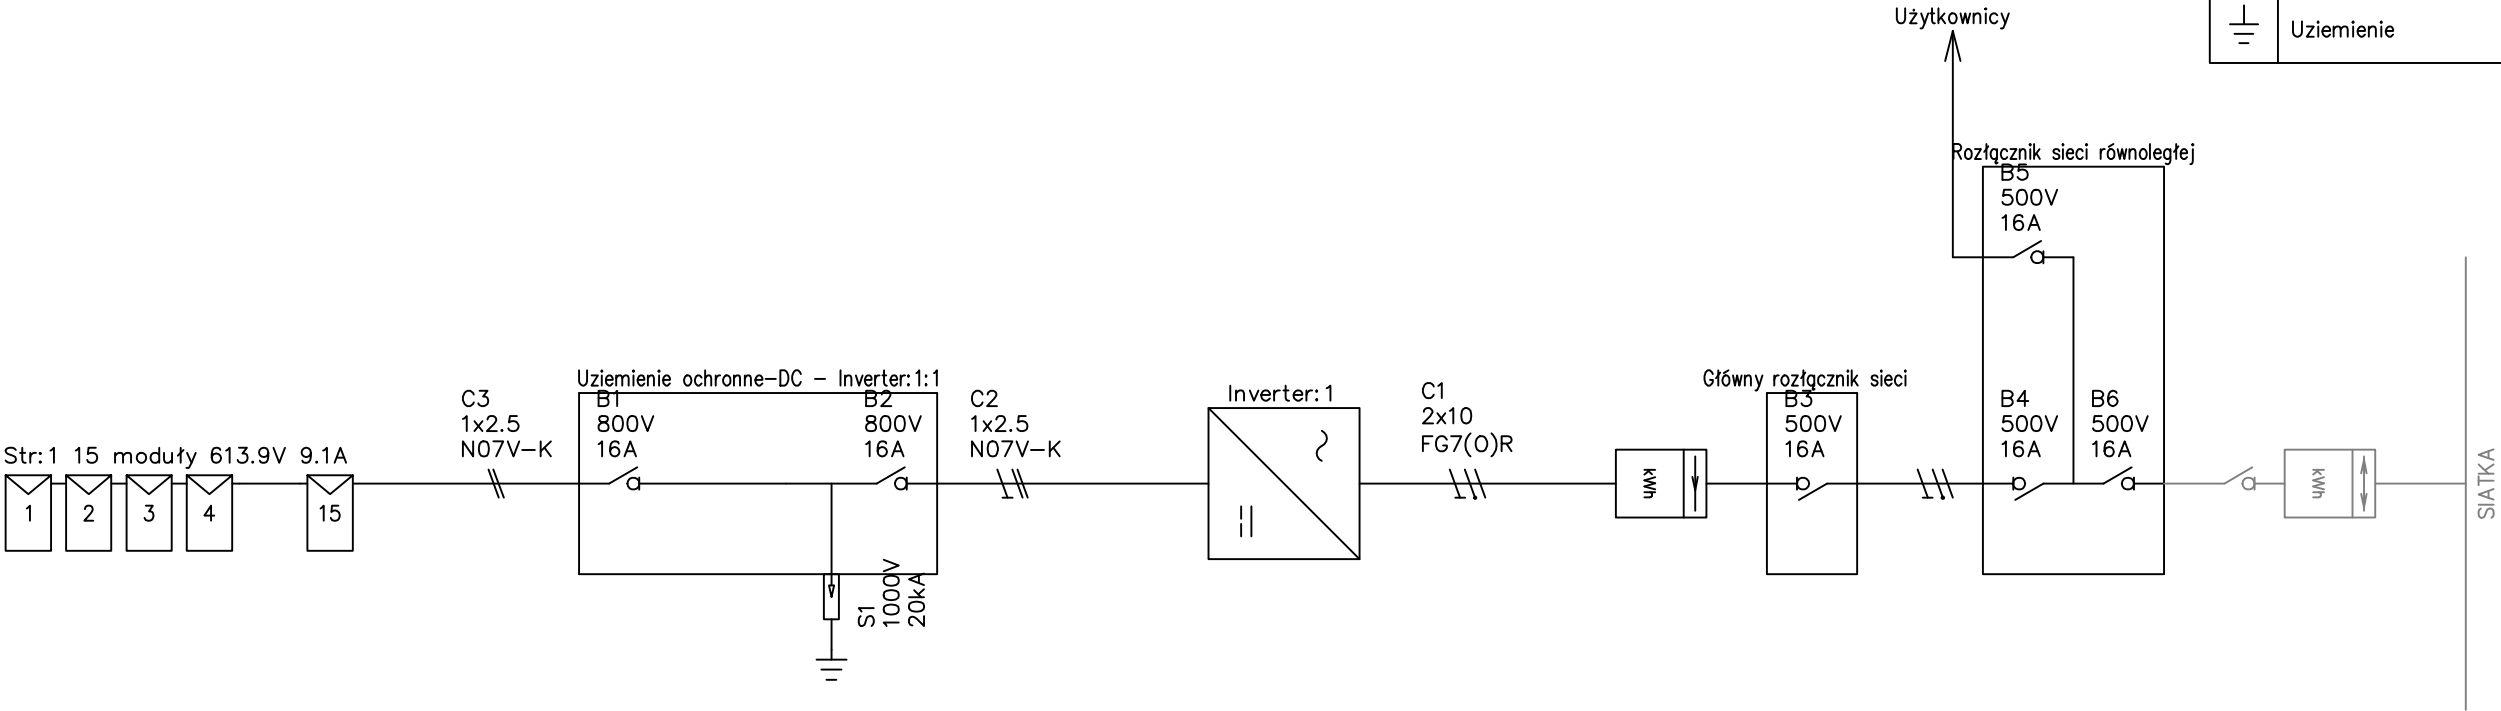 Użytkownicy
Uziemienie
Rozłącznik sieci równoległej
B5
500V
16A
Uziemienie ochronne-DC - Inverter:1:1
Główny rozłącznik sieci
C3
1x2.5
N07V-K
B1
800V
16A
B2
800V
16A
C2
1x2.5
N07V-K
Inverter:1
C1
2x10
FG7(O)R
B3
500V
16A
B4
500V
16A
B6
500V
16A
Str:1 15 moduły 613.9V 9.1A
1
2
3
4
15
kWh
kWh
SIATKA
S1
1000V
20kA